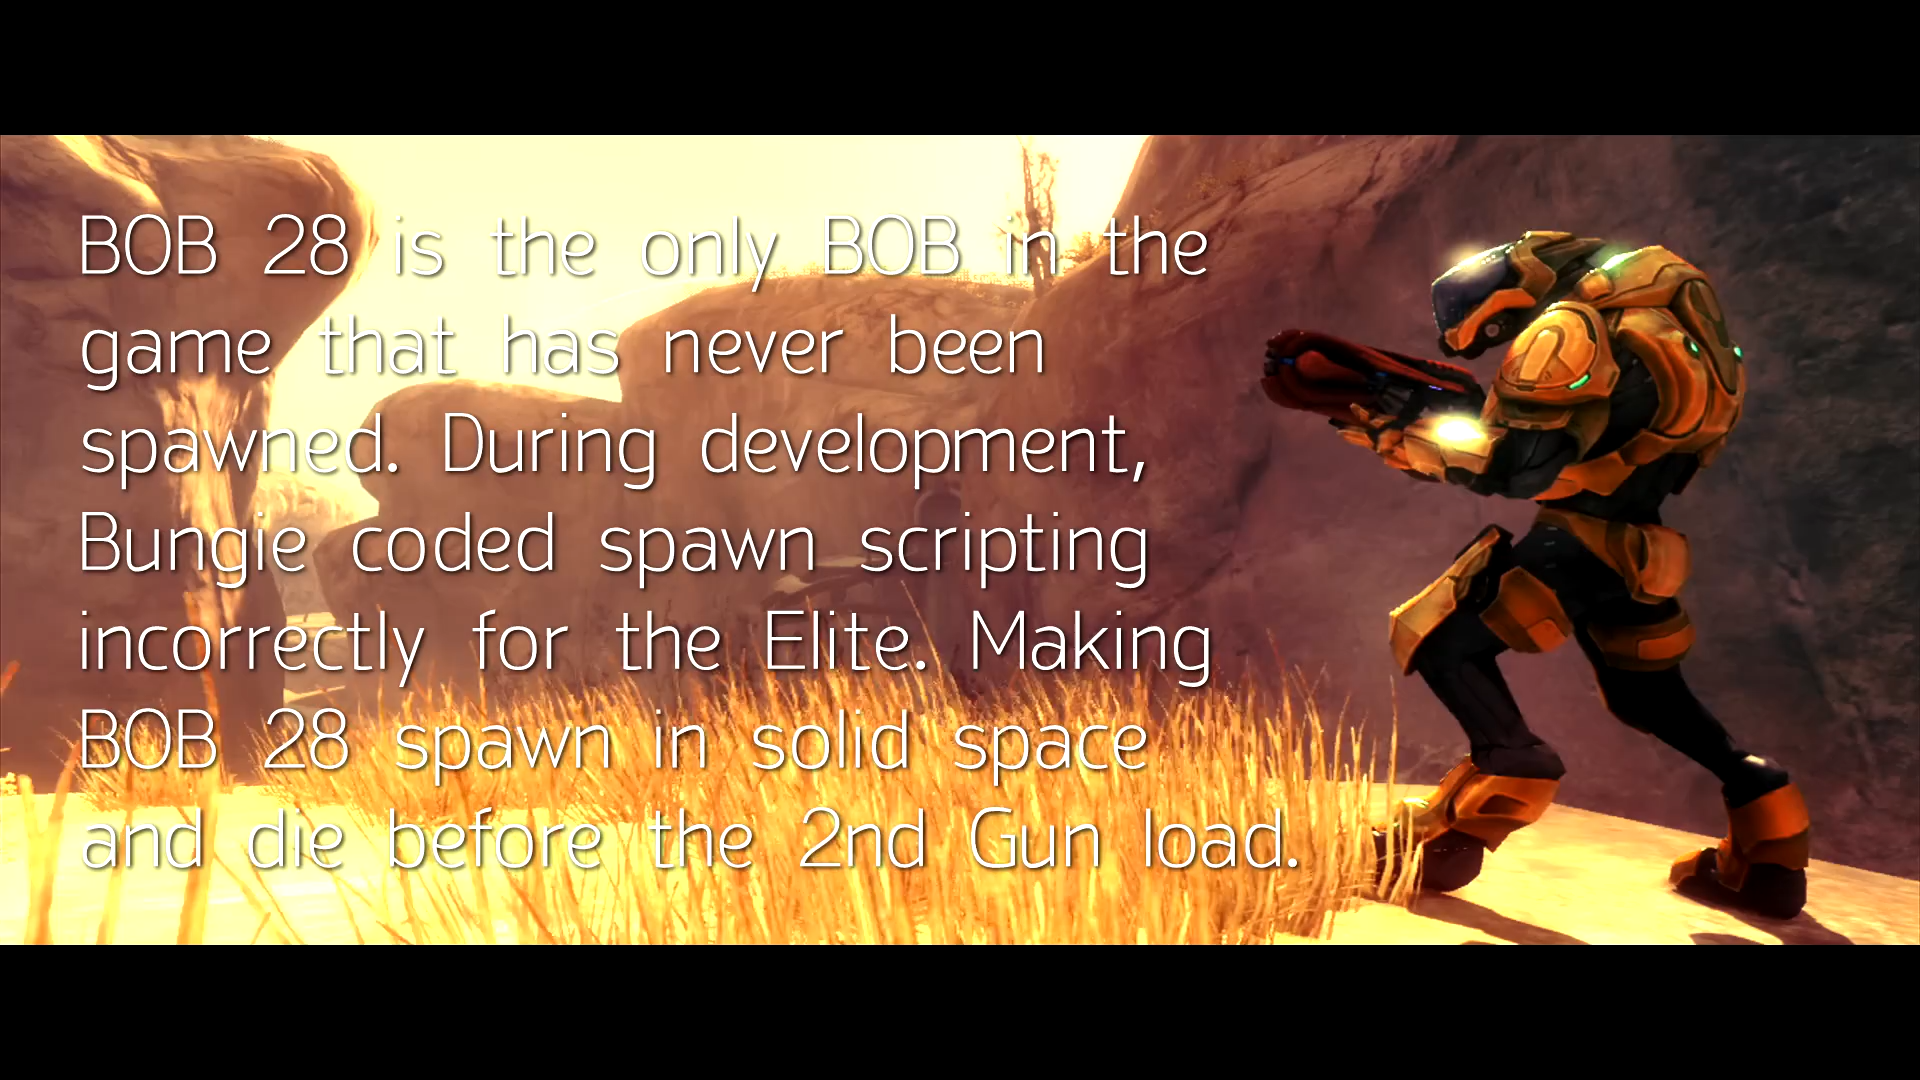 BOB 28 is the only BOB in the
game that has never been
spawned. During development,
Bungie coded spawn scripting
incorrectly for the Elite. Making
BOB 28 spawn in solid space
and die before the 2nd Gun load.